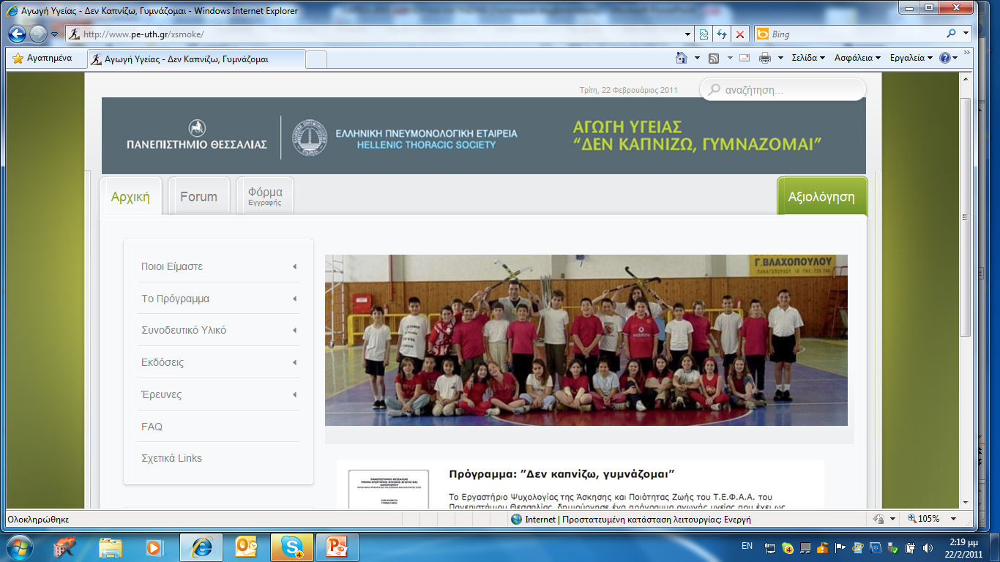 Αγωγή Υγείας - Δεν Καπνίζω, Γυμνάζομαι - Windows Internet Explorer
http://www.pe-uth.gr/xsmoke/
Bing
Αγαπημένα
Αγωγή Υγείας - Δεν Καπνίζω, Γυμνάζομαι
Σελίδα
Ασφάλεια
Εργαλεία
Τρίτη, 22 Φεβρουάριος 2011
αναζήτηση...
ΠΑΝΕΠΙΣΤΗΜΙΟ ΘΕΣΣΑΛΙΑΣ
ΕΛΛΗΝΙΚΗ ΠΝΕΥΜΟΝΟΛΟΓΙΚΗ ΕΤΑΙΡΕΙΑ
HELLENIC THORACIC SOCIETY
ΑΓΩΓΗ ΥΓΕΙΑΣ
“ΔΕΝ ΚΑΠΝΙΖΩ, ΓΥΜΝΑΖΟΜΑΙ”
Αρχική
Forum
Φόρμα
Εγγραφής
Αξιολόγηση
Ποιοι Είμαστε
Το Πρόγραμμα
Συνοδευτικό Υλικό
Εκδόσεις
Έρευνες
FAQ
Σχετικά Links
Γ.ΒΛΑΧΟΠΟΥΛΟΥ
vodafone
Πρόγραμμα: ”Δεν καπνίζω, γυμνάζομαι”
Το Εργαστήριο Ψυχολογίας της Άσκησης και Ποιότητας Ζωής του Τ.Ε.Φ.Α.Α. του
Πανεπιστήμιου Θεσσαλίας, δημιούργησε ένα πρόγραμμα αγωγής υγείας που έχει ως
ΠΑΝΕΠΙΣΤΗΜΙΟ ΘΕΣΣΑΛΙΑΣ
Ολοκληρώθηκε
Internet | Προστατευμένη κατάσταση λειτουργίας: Ενεργή
105%
EN
2:19 μμ
22/2/2011